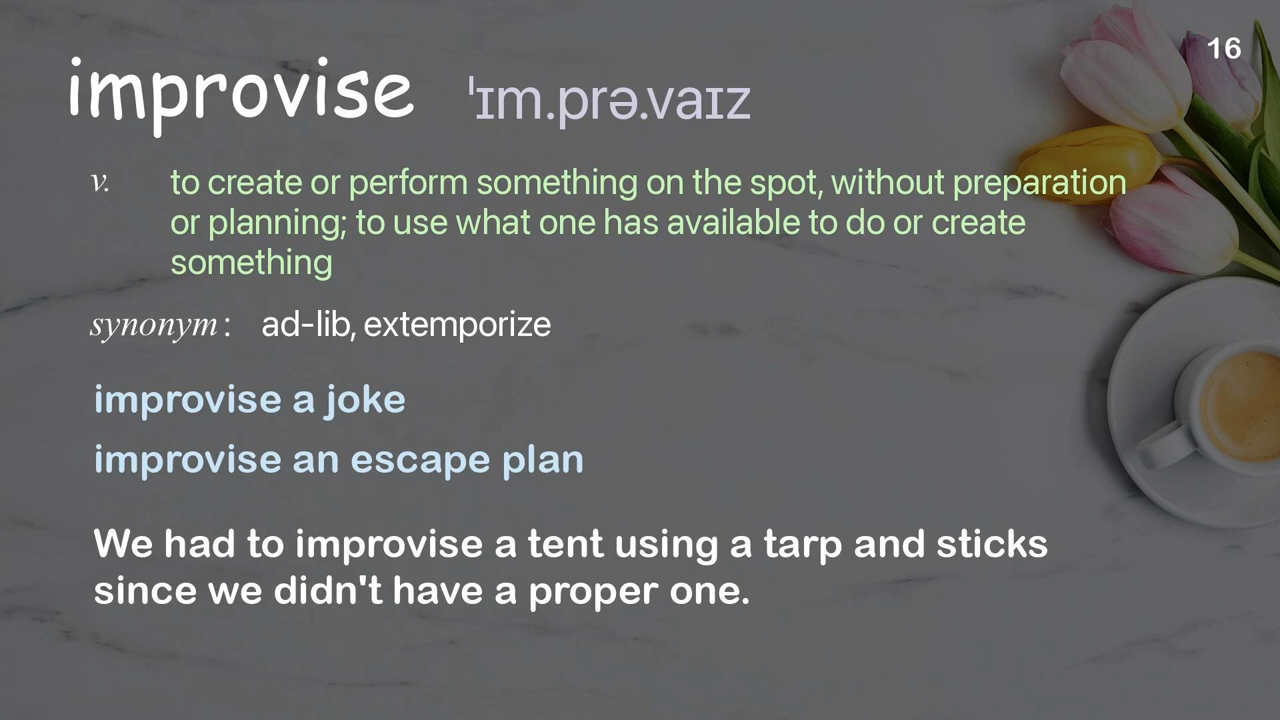 16
improvise ˈɪm.prə.vaɪz
v. to create or perform something on the spot, without preparation
or planning; to use what one has available to do or create
something
synonym: ad-lib, extemporize
improvise a joke
improvise an escape plan
We had to improvise a tent using a tarp and sticks
since we didn't have a proper one.